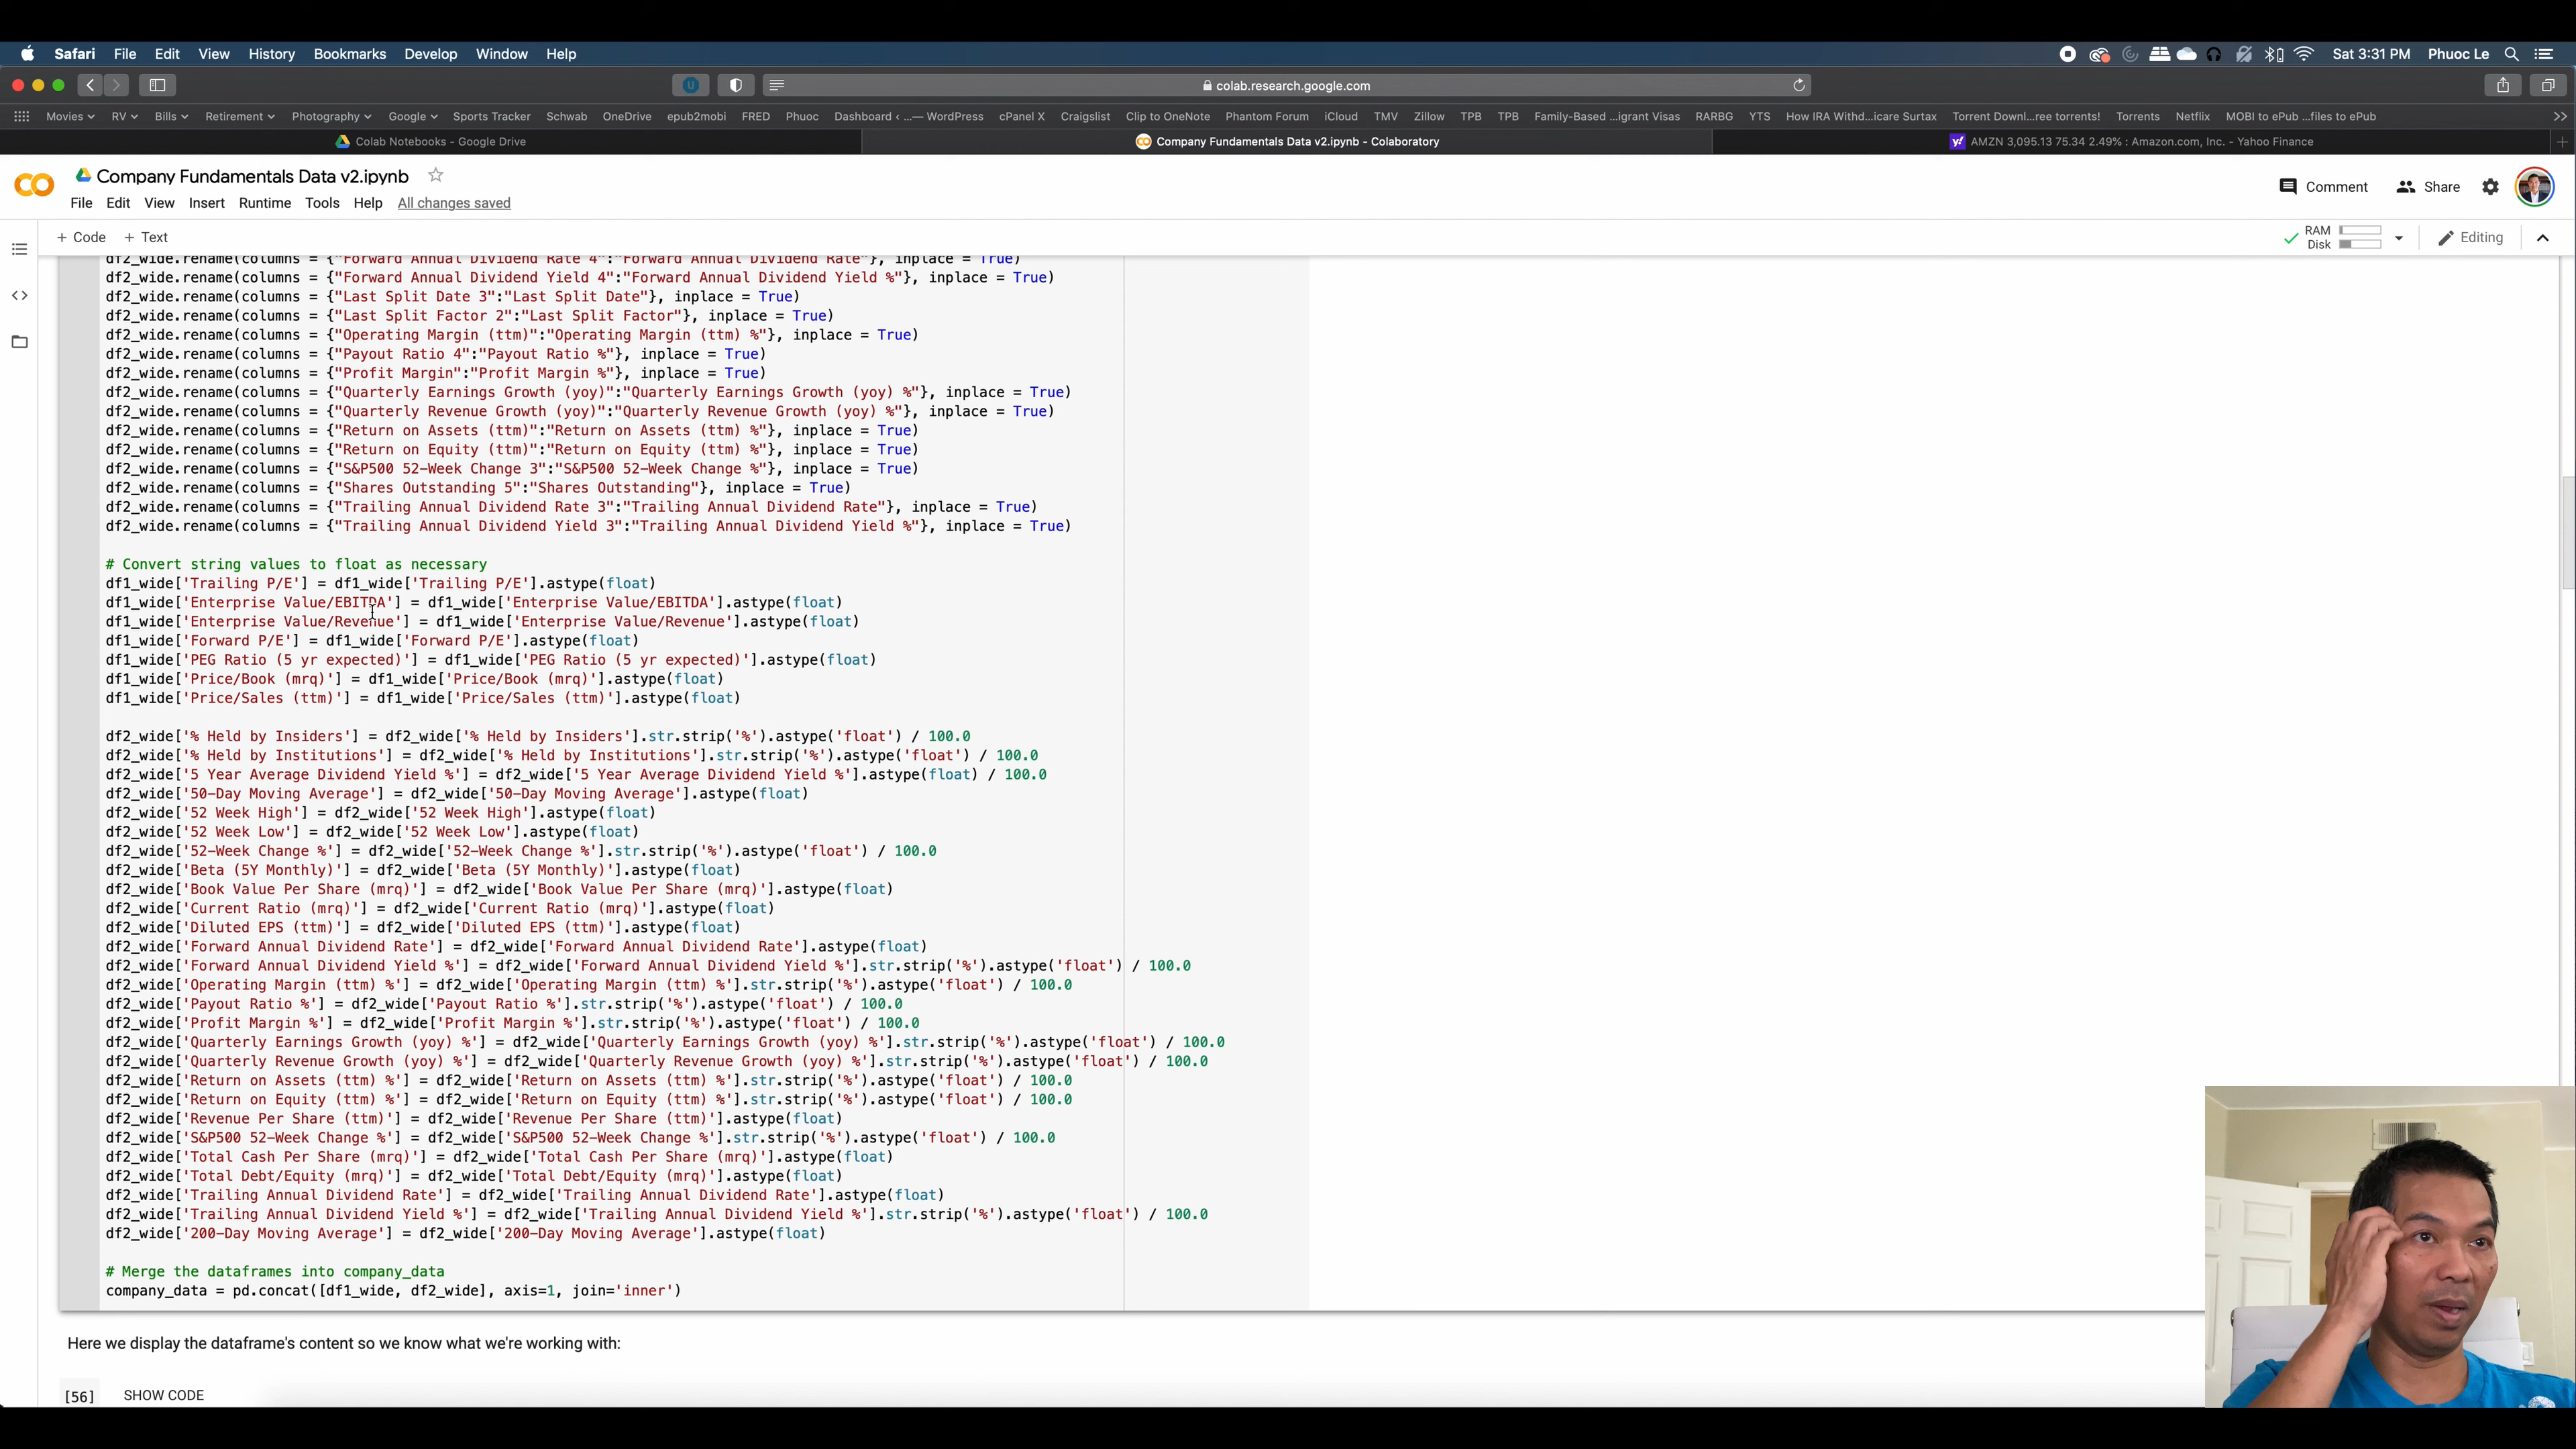 Safari File Edit View History Bookmarks Develop Window Help Sat 3:31 PM Phuoc Le
colab.research.google.com
Movies RV Bills Retirement Photography Google Sports Tracker Schwab OneDrive epub2mobi FRED Phuoc Dashboard ‹ ...— WordPress cPanel X Craigslist Clip to OneNote Phantom Forum iCloud TMV Zillow TPB TPB Family-Based ...igrant Visas RARBG YTS How IRA Withd...icare Surtax Torrent Downl...ree torrents! Torrents Netflix MOBI to ePub ...files to ePub
Colab Notebooks - Google Drive
Company Fundamentals Data v2.ipynb - Colaboratory
AMZN 3,095.13 75.34 2.49% : Amazon.com, Inc. - Yahoo Finance
Company Fundamentals Data v2.ipynb
Comment Share
File Edit View Insert Runtime Tools Help All changes saved
+ Code + Text
RAM
Disk
Editing
df2_wide.rename(columns = {"Forward Annual Dividend Rate 4":"Forward Annual Dividend Rate"}, inplace = True)
df2_wide.rename(columns = {"Forward Annual Dividend Yield 4":"Forward Annual Dividend Yield %"}, inplace = True)
df2_wide.rename(columns = {"Last Split Date 3":"Last Split Date"}, inplace = True)
df2_wide.rename(columns = {"Last Split Factor 2":"Last Split Factor"}, inplace = True)
df2_wide.rename(columns = {"Operating Margin (ttm)":"Operating Margin (ttm) %"}, inplace = True)
df2_wide.rename(columns = {"Payout Ratio 4":"Payout Ratio %"}, inplace = True)
df2_wide.rename(columns = {"Profit Margin":"Profit Margin %"}, inplace = True)
df2_wide.rename(columns = {"Quarterly Earnings Growth (yoy)":"Quarterly Earnings Growth (yoy) %"}, inplace = True)
df2_wide.rename(columns = {"Quarterly Revenue Growth (yoy)":"Quarterly Revenue Growth (yoy) %"}, inplace = True)
df2_wide.rename(columns = {"Return on Assets (ttm)":"Return on Assets (ttm) %"}, inplace = True)
df2_wide.rename(columns = {"Return on Equity (ttm)":"Return on Equity (ttm) %"}, inplace = True)
df2_wide.rename(columns = {"S&P500 52-Week Change 3":"S&P500 52-Week Change %"}, inplace = True)
df2_wide.rename(columns = {"Shares Outstanding 5":"Shares Outstanding"}, inplace = True)
df2_wide.rename(columns = {"Trailing Annual Dividend Rate 3":"Trailing Annual Dividend Rate"}, inplace = True)
df2_wide.rename(columns = {"Trailing Annual Dividend Yield 3":"Trailing Annual Dividend Yield %"}, inplace = True)
# Convert string values to float as necessary
df1_wide['Trailing P/E'] = df1_wide['Trailing P/E'].astype(float)
df1_wide['Enterprise Value/EBITDA'] = df1_wide['Enterprise Value/EBITDA'].astype(float)
df1_wide['Enterprise Value/Revenue'] = df1_wide['Enterprise Value/Revenue'].astype(float)
df1_wide['Forward P/E'] = df1_wide['Forward P/E'].astype(float)
df1_wide['PEG Ratio (5 yr expected)'] = df1_wide['PEG Ratio (5 yr expected)'].astype(float)
df1_wide['Price/Book (mrq)'] = df1_wide['Price/Book (mrq)'].astype(float)
df1_wide['Price/Sales (ttm)'] = df1_wide['Price/Sales (ttm)'].astype(float)
df2_wide['% Held by Insiders'] = df2_wide['% Held by Insiders'].str.strip('%').astype('float') / 100.0
df2_wide['% Held by Institutions'] = df2_wide['% Held by Institutions'].str.strip('%').astype('float') / 100.0
df2_wide['5 Year Average Dividend Yield %'] = df2_wide['5 Year Average Dividend Yield %'].astype(float) / 100.0
df2_wide['50-Day Moving Average'] = df2_wide['50-Day Moving Average'].astype(float)
df2_wide['52 Week High'] = df2_wide['52 Week High'].astype(float)
df2_wide['52 Week Low'] = df2_wide['52 Week Low'].astype(float)
df2_wide['52-Week Change %'] = df2_wide['52-Week Change %'].str.strip('%').astype('float') / 100.0
df2_wide['Beta (5Y Monthly)'] = df2_wide['Beta (5Y Monthly)'].astype(float)
df2_wide['Book Value Per Share (mrq)'] = df2_wide['Book Value Per Share (mrq)'].astype(float)
df2_wide['Current Ratio (mrq)'] = df2_wide['Current Ratio (mrq)'].astype(float)
df2_wide['Diluted EPS (ttm)'] = df2_wide['Diluted EPS (ttm)'].astype(float)
df2_wide['Forward Annual Dividend Rate'] = df2_wide['Forward Annual Dividend Rate'].astype(float)
df2_wide['Forward Annual Dividend Yield %'] = df2_wide['Forward Annual Dividend Yield %'].str.strip('%').astype('float') / 100.0
df2_wide['Operating Margin (ttm) %'] = df2_wide['Operating Margin (ttm) %'].str.strip('%').astype('float') / 100.0
df2_wide['Payout Ratio %'] = df2_wide['Payout Ratio %'].str.strip('%').astype('float') / 100.0
df2_wide['Profit Margin %'] = df2_wide['Profit Margin %'].str.strip('%').astype('float') / 100.0
df2_wide['Quarterly Earnings Growth (yoy) %'] = df2_wide['Quarterly Earnings Growth (yoy) %'].str.strip('%').astype('float') / 100.0
df2_wide['Quarterly Revenue Growth (yoy) %'] = df2_wide['Quarterly Revenue Growth (yoy) %'].str.strip('%').astype('float') / 100.0
df2_wide['Return on Assets (ttm) %'] = df2_wide['Return on Assets (ttm) %'].str.strip('%').astype('float') / 100.0
df2_wide['Return on Equity (ttm) %'] = df2_wide['Return on Equity (ttm) %'].str.strip('%').astype('float') / 100.0
df2_wide['Revenue Per Share (ttm)'] = df2_wide['Revenue Per Share (ttm)'].astype(float)
df2_wide['S&P500 52-Week Change %'] = df2_wide['S&P500 52-Week Change %'].str.strip('%').astype('float') / 100.0
df2_wide['Total Cash Per Share (mrq)'] = df2_wide['Total Cash Per Share (mrq)'].astype(float)
df2_wide['Total Debt/Equity (mrq)'] = df2_wide['Total Debt/Equity (mrq)'].astype(float)
df2_wide['Trailing Annual Dividend Rate'] = df2_wide['Trailing Annual Dividend Rate'].astype(float)
df2_wide['Trailing Annual Dividend Yield %'] = df2_wide['Trailing Annual Dividend Yield %'].str.strip('%').astype('float') / 100.0
df2_wide['200-Day Moving Average'] = df2_wide['200-Day Moving Average'].astype(float)
# Merge the dataframes into company_data
company_data = pd.concat([df1_wide, df2_wide], axis=1, join='inner')
Here we display the dataframe's content so we know what we're working with:
[56] SHOW CODE